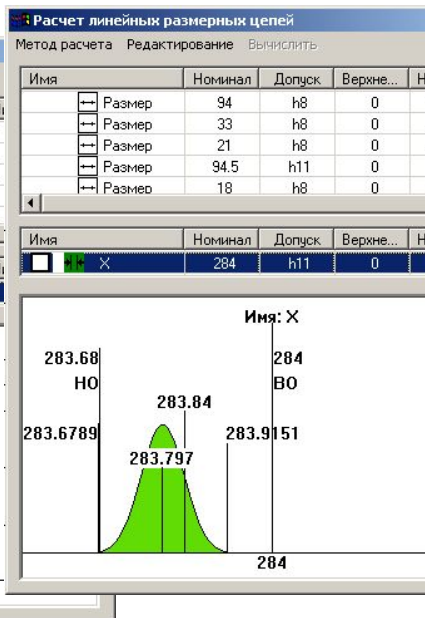 Расчет линейных размерных цепей
Метод расчета Редактирование Вычислить
Имя Номинал Допуск Верхне... Н
Размер 94 h8 0
Размер 33 h8 0
Размер 21 h8 0
Размер 94.5 h11 0
Размер 18 h8 0
Имя Номинал Допуск Верхне... Н
X 284 h11 0
Имя: X
283.68 284
НО ВО
283.84
283.6789 283.9151
283.797
284